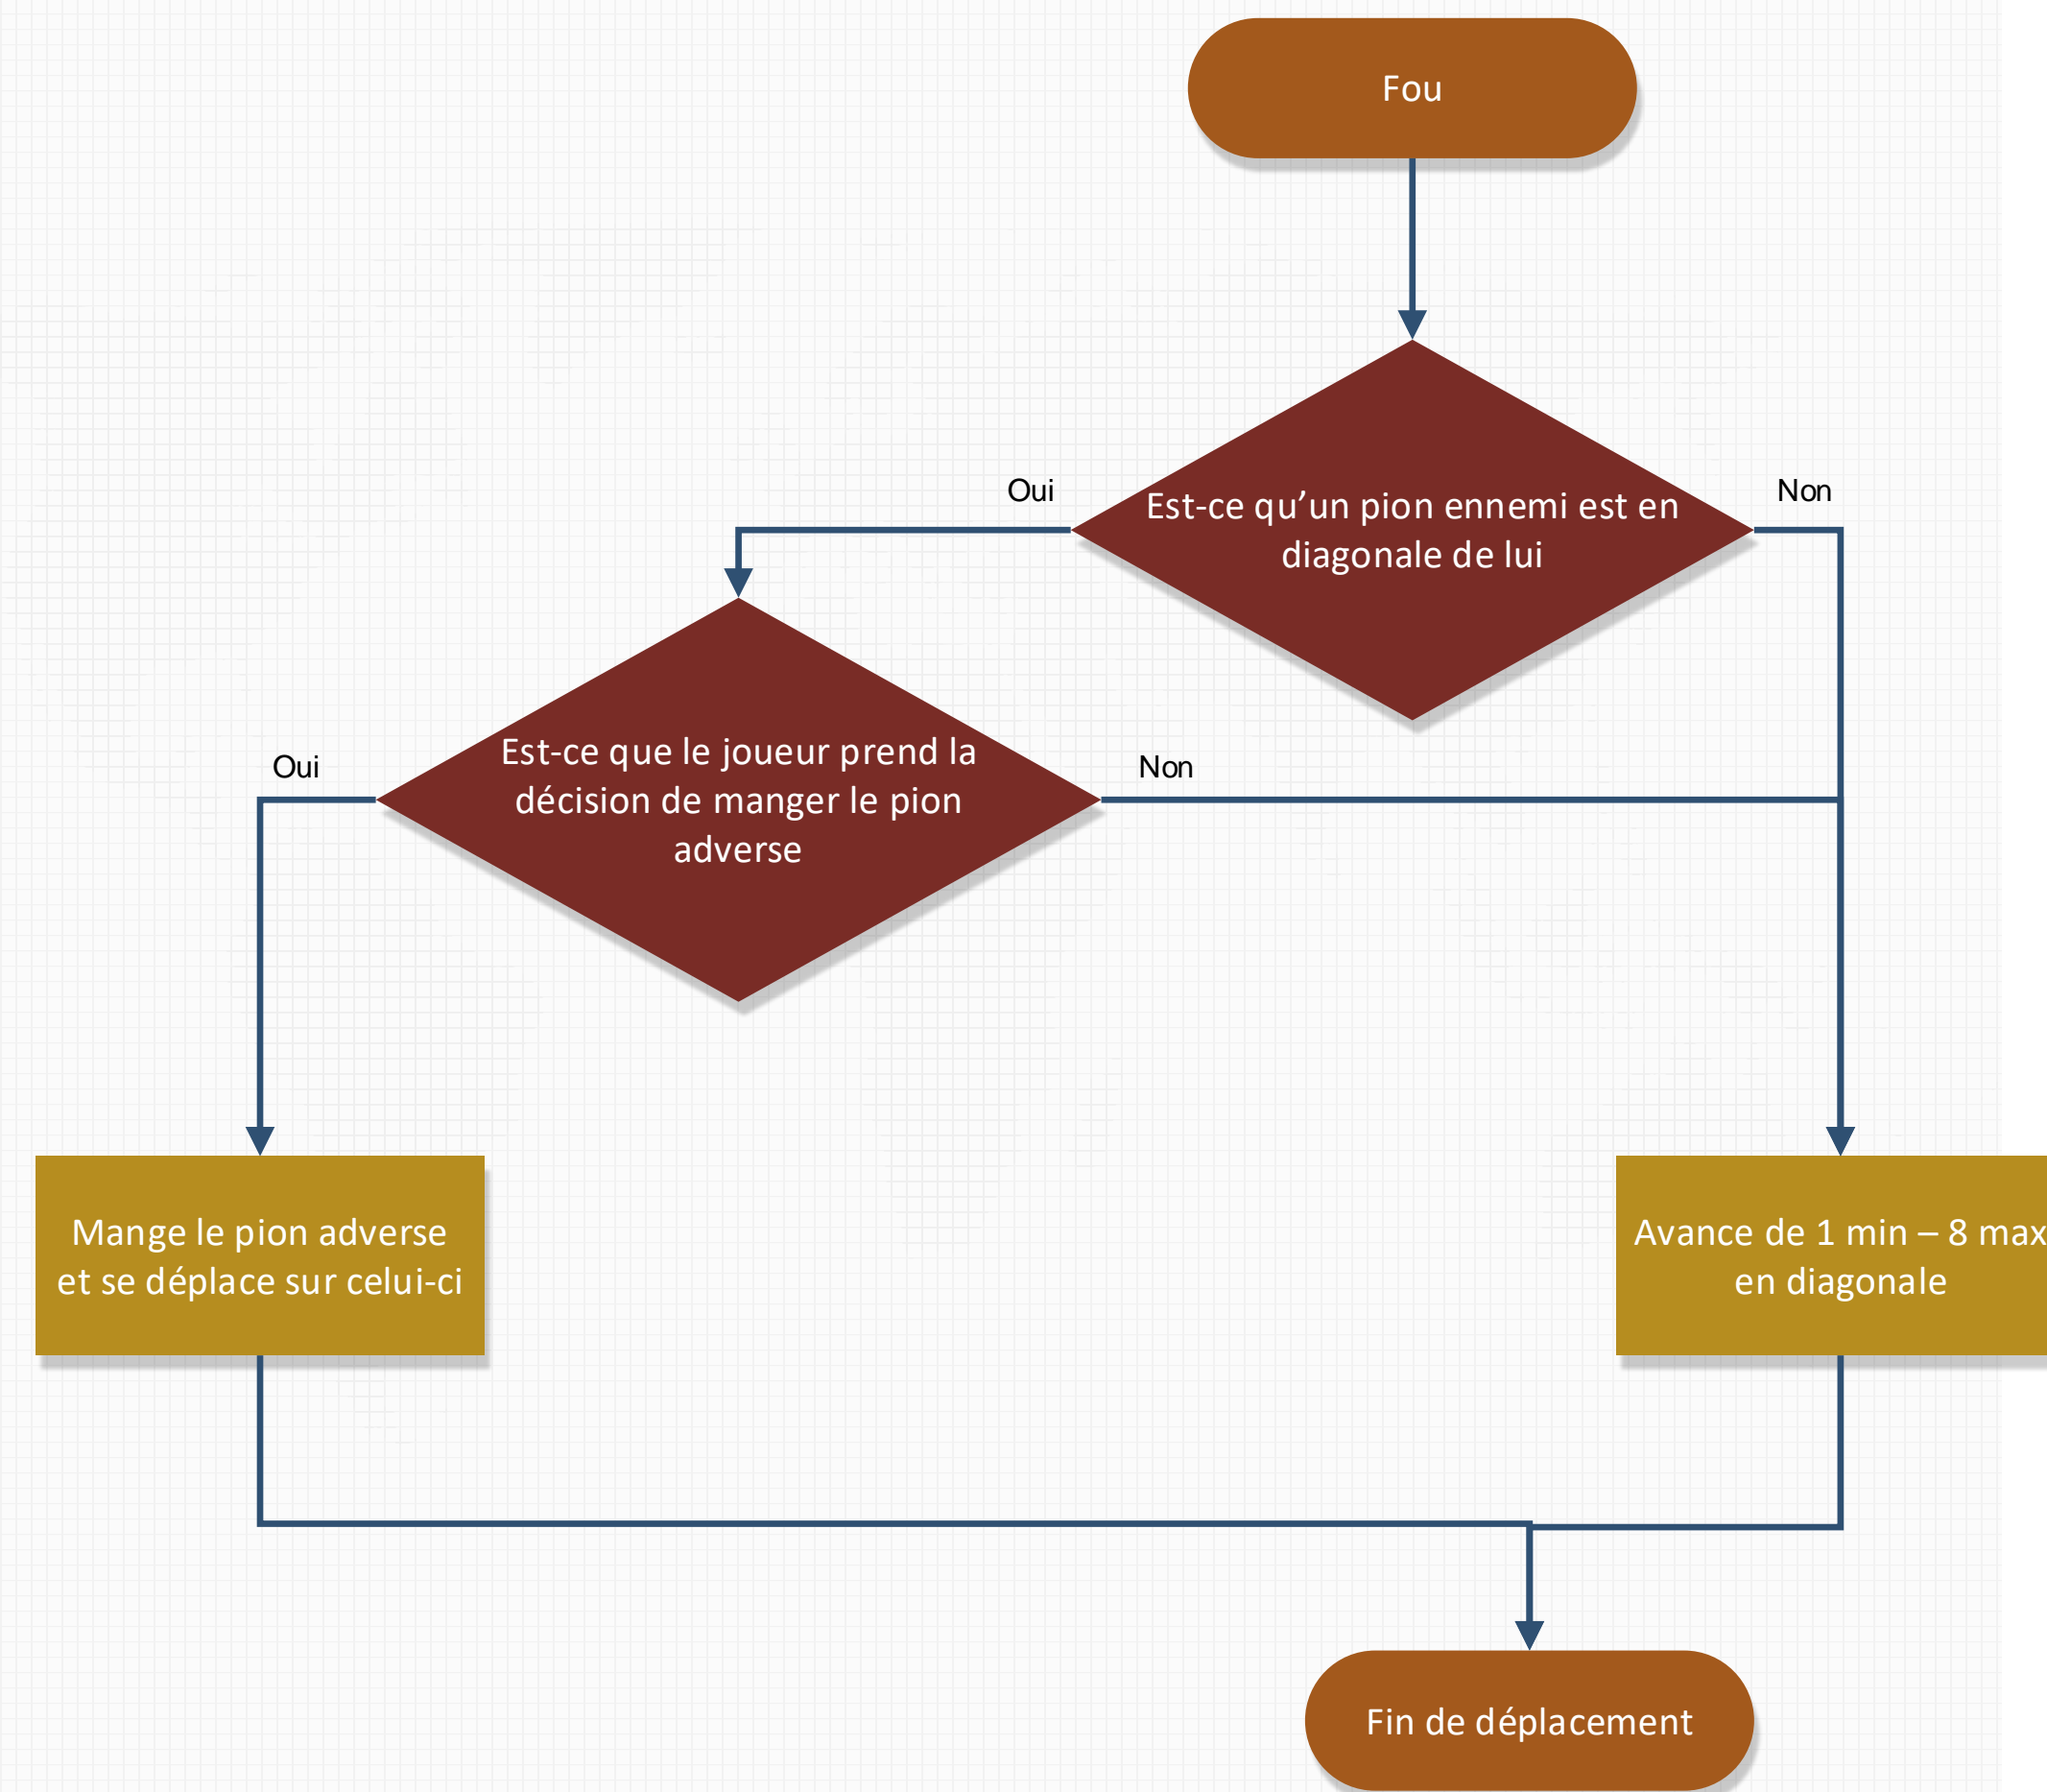 Fou
Oui
Non
Est-ce qu’un pion ennemi est en
diagonale de lui
Oui
Non
Est-ce que le joueur prend la
décision de manger le pion
adverse
Mange le pion adverse
et se déplace sur celui-ci
Avance de 1 min – 8 max
en diagonale
Fin de déplacement